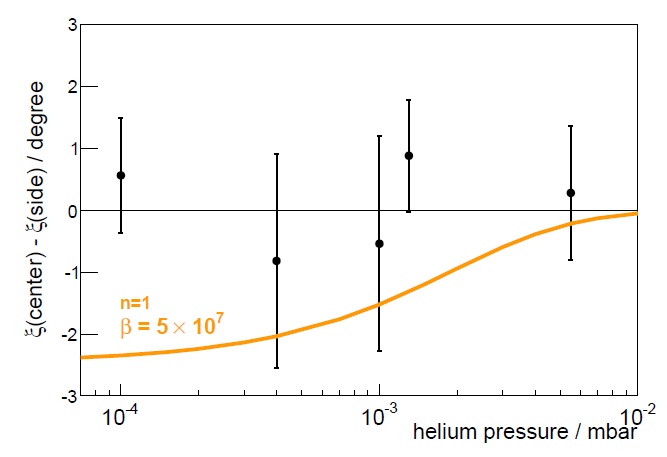 3
2
1
0
-1
-2
-3
ξ(center) - ξ(side) / degree
n=1
β = 5 × 10⁷
10⁻⁴
10⁻³
10⁻²
helium pressure / mbar